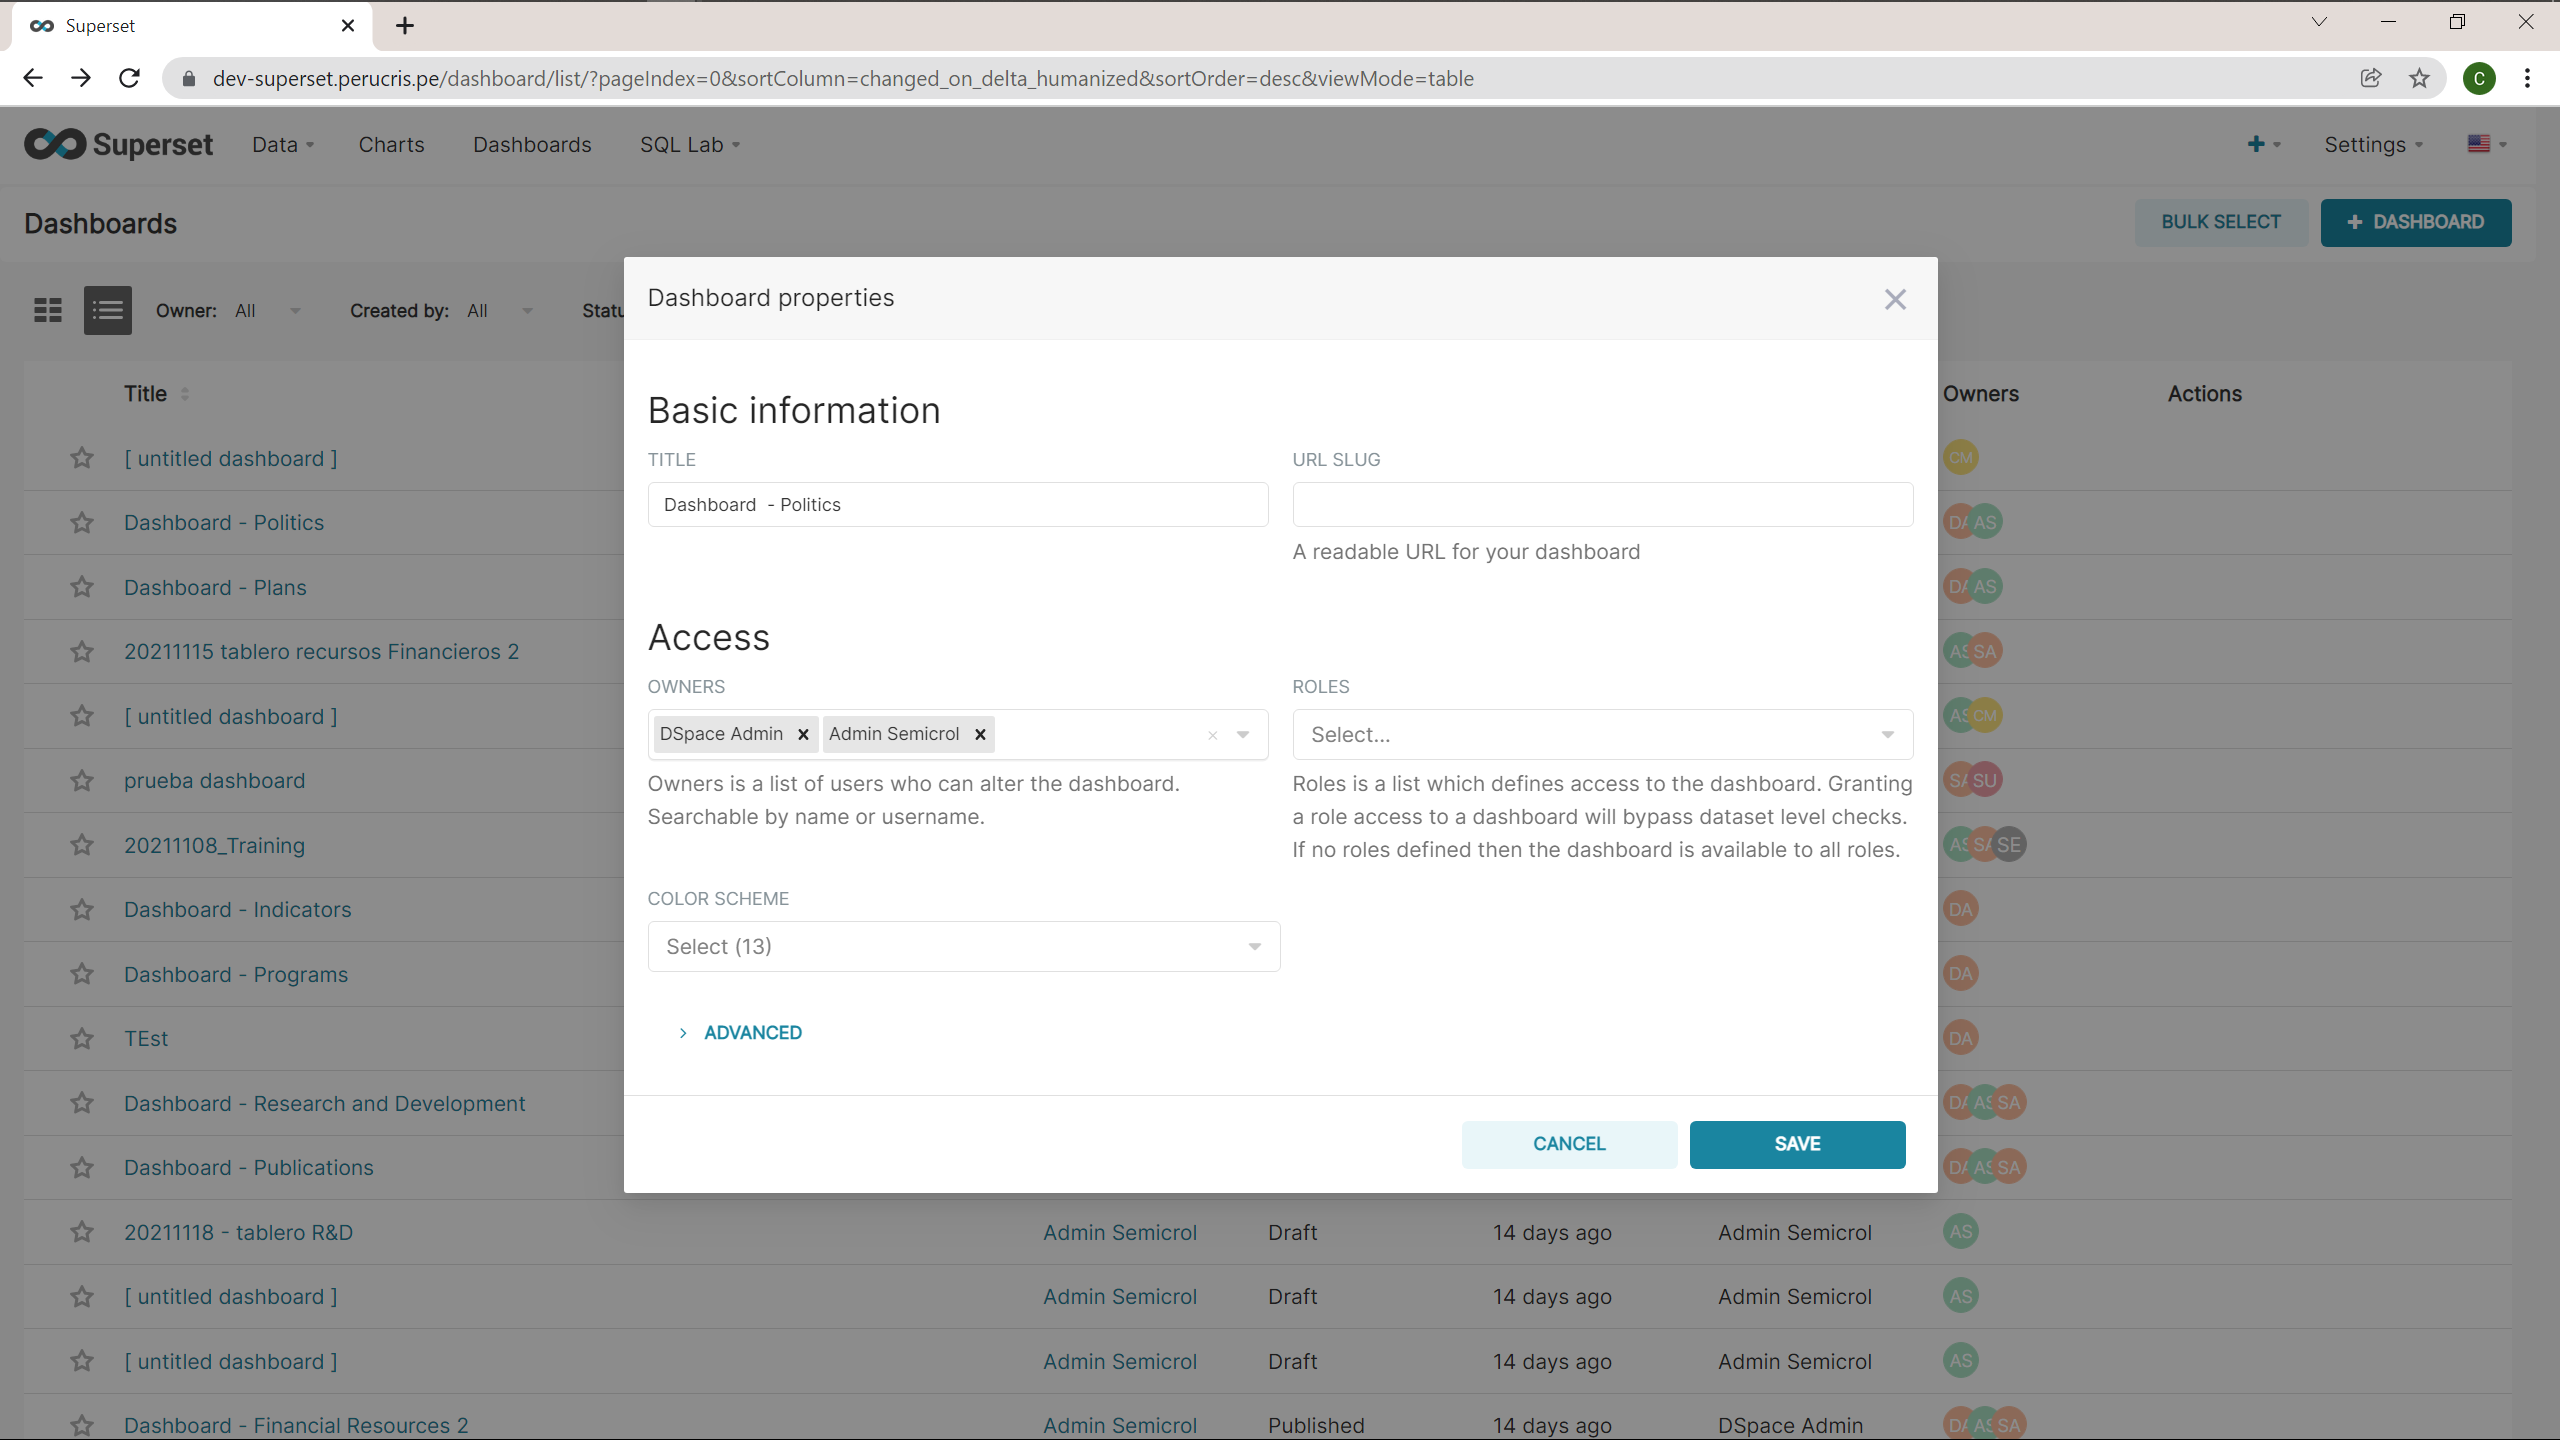 Superset
dev-superset.perucris.pe/dashboard/list/?pageIndex=0&sortColumn=changed_on_delta_humanized&sortOrder=desc&viewMode=table
C
Superset Data Charts Dashboards SQL Lab Settings
Dashboards BULK SELECT + DASHBOARD
Owner: All Created by: All Statu
Title Owners Actions
[ untitled dashboard ] CM
Dashboard - Politics DA AS
Dashboard - Plans DA AS
20211115 tablero recursos Financieros 2 AS SA
[ untitled dashboard ] AS CM
prueba dashboard SA SU
20211108_Training AS SA SE
Dashboard - Indicators DA
Dashboard - Programs DA
TEst DA
Dashboard - Research and Development DA AS SA
Dashboard - Publications DA AS SA
20211118 - tablero R&D Admin Semicrol Draft 14 days ago Admin Semicrol AS
[ untitled dashboard ] Admin Semicrol Draft 14 days ago Admin Semicrol AS
[ untitled dashboard ] Admin Semicrol Draft 14 days ago Admin Semicrol AS
Dashboard - Financial Resources 2 Admin Semicrol Published 14 days ago DSpace Admin DA AS SA
Dashboard properties
Basic information
TITLE
Dashboard  - Politics
URL SLUG
A readable URL for your dashboard
Access
OWNERS
DSpace Admin Admin Semicrol
Owners is a list of users who can alter the dashboard.
Searchable by name or username.
ROLES
Select...
Roles is a list which defines access to the dashboard. Granting
a role access to a dashboard will bypass dataset level checks.
If no roles defined then the dashboard is available to all roles.
COLOR SCHEME
Select (13)
ADVANCED
CANCEL SAVE